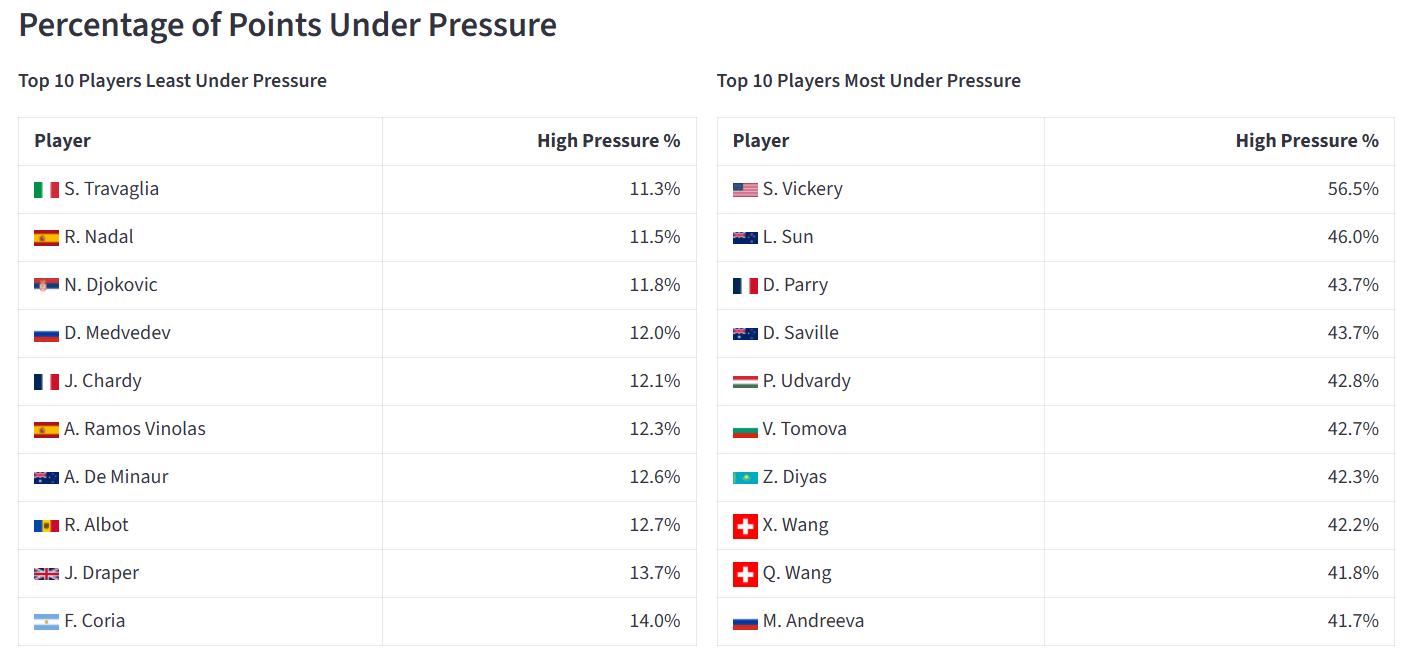 Percentage of Points Under Pressure
Top 10 Players Least Under Pressure
Player High Pressure %
S. Travaglia 11.3%
R. Nadal 11.5%
N. Djokovic 11.8%
D. Medvedev 12.0%
J. Chardy 12.1%
A. Ramos Vinolas 12.3%
A. De Minaur 12.6%
R. Albot 12.7%
J. Draper 13.7%
F. Coria 14.0%
Top 10 Players Most Under Pressure
Player High Pressure %
S. Vickery 56.5%
L. Sun 46.0%
D. Parry 43.7%
D. Saville 43.7%
P. Udvardy 42.8%
V. Tomova 42.7%
Z. Diyas 42.3%
X. Wang 42.2%
Q. Wang 41.8%
M. Andreeva 41.7%